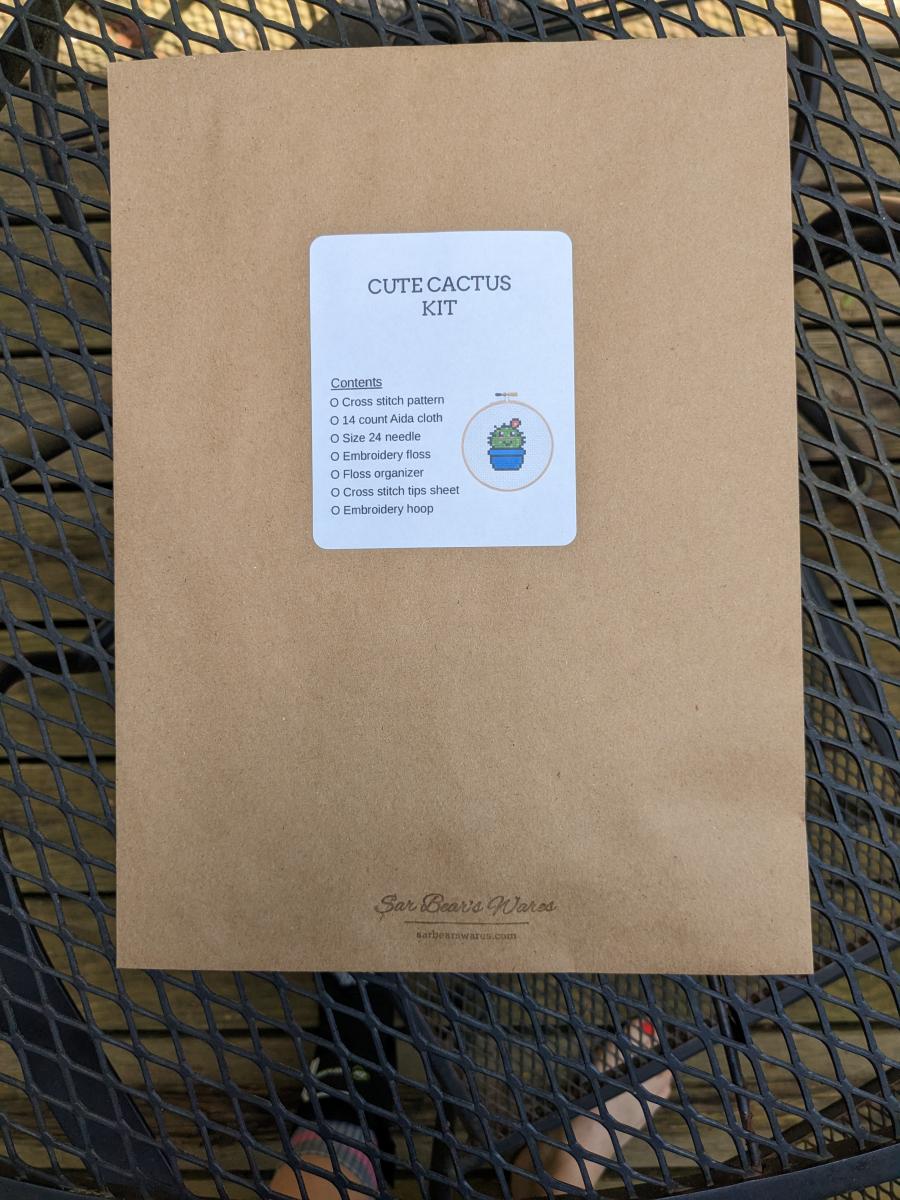 CUTE CACTUS
KIT
Contents
O Cross stitch pattern
O 14 count Aida cloth
O Size 24 needle
O Embroidery floss
O Floss organizer
O Cross stitch tips sheet
O Embroidery hoop
Sar Bear's Wares
sarbearswares.com